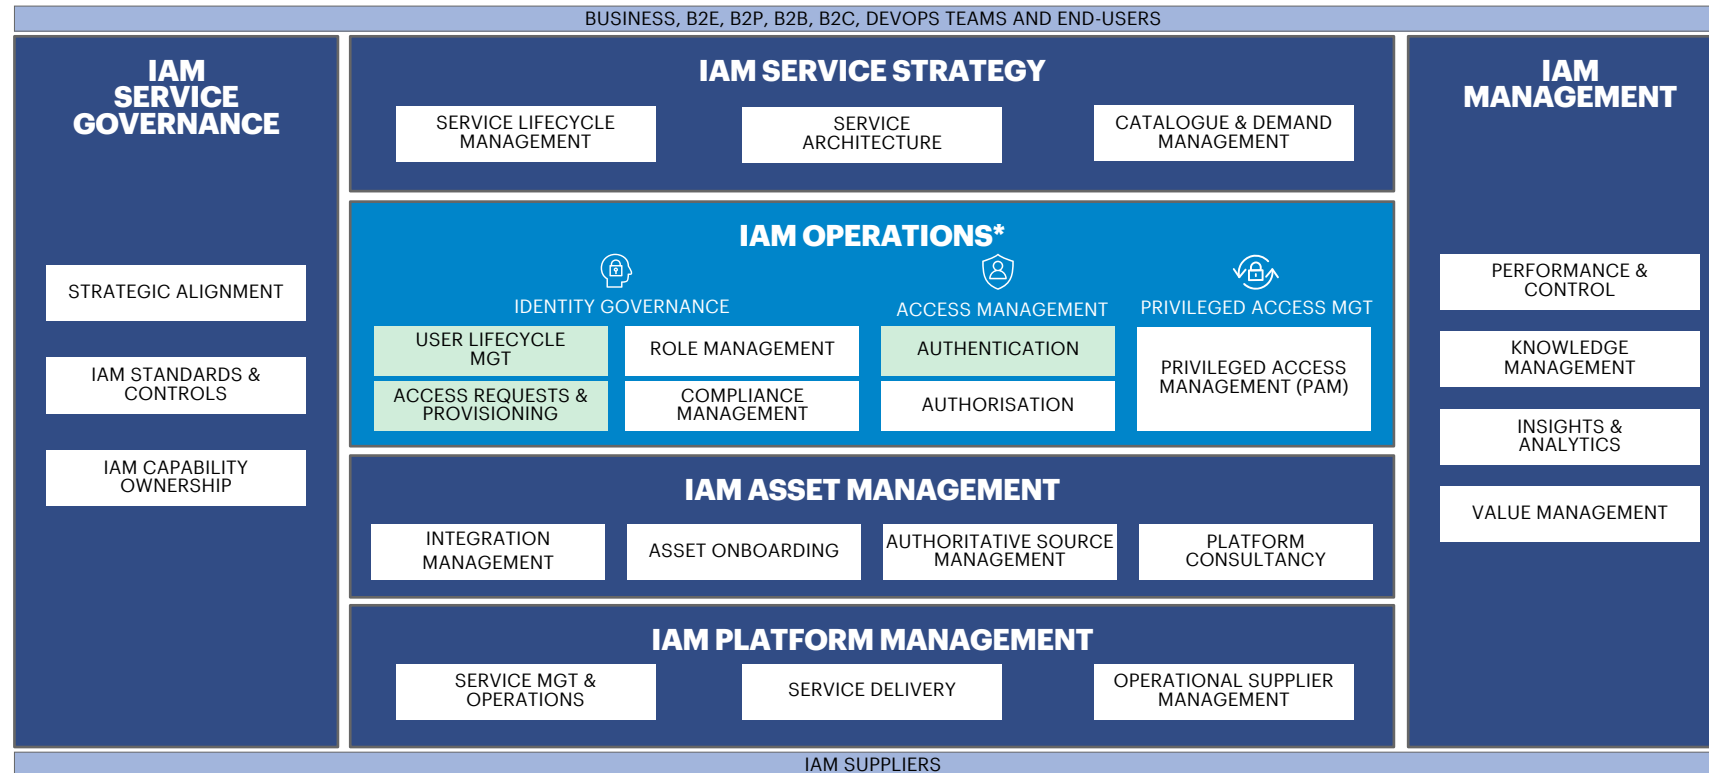 BUSINESS, B2E, B2P, B2B, B2C, DEVOPS TEAMS AND END-USERS
IAM
SERVICE
GOVERNANCE
STRATEGIC ALIGNMENT
IAM STANDARDS &
CONTROLS
IAM CAPABILITY
OWNERSHIP
IAM SERVICE STRATEGY
SERVICE LIFECYCLE
MANAGEMENT
SERVICE
ARCHITECTURE
CATALOGUE & DEMAND
MANAGEMENT
IAM OPERATIONS*
IDENTITY GOVERNANCE
USER LIFECYCLE
MGT
ROLE MANAGEMENT
ACCESS REQUESTS &
PROVISIONING
COMPLIANCE
MANAGEMENT
ACCESS MANAGEMENT
AUTHENTICATION
AUTHORISATION
PRIVILEGED ACCESS MGT
PRIVILEGED ACCESS
MANAGEMENT (PAM)
IAM ASSET MANAGEMENT
INTEGRATION
MANAGEMENT
ASSET ONBOARDING
AUTHORITATIVE SOURCE
MANAGEMENT
PLATFORM
CONSULTANCY
IAM PLATFORM MANAGEMENT
SERVICE MGT &
OPERATIONS
SERVICE DELIVERY
OPERATIONAL SUPPLIER
MANAGEMENT
IAM
MANAGEMENT
PERFORMANCE &
CONTROL
KNOWLEDGE
MANAGEMENT
INSIGHTS &
ANALYTICS
VALUE MANAGEMENT
IAM SUPPLIERS